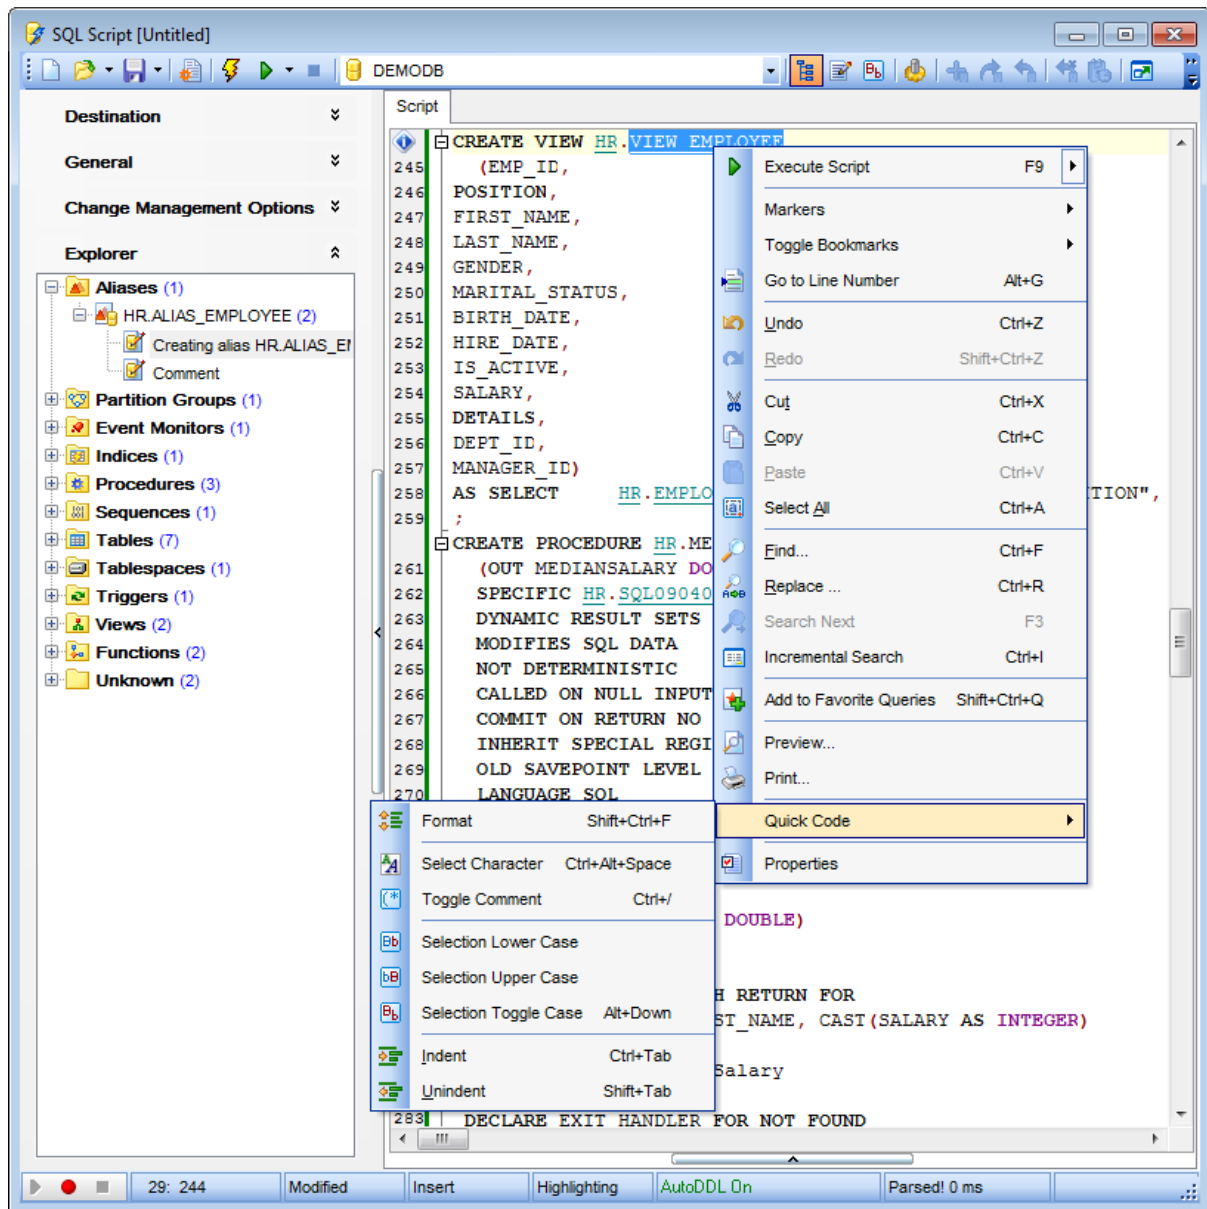 SQL Script [Untitled]
DEMODB
Destination
General
Change Management Options
Explorer
Aliases (1)
HR.ALIAS_EMPLOYEE (2)
Creating alias HR.ALIAS_EI
Comment
Partition Groups (1)
Event Monitors (1)
Indices (1)
Procedures (3)
Sequences (1)
Tables (7)
Tablespaces (1)
Triggers (1)
Views (2)
Functions (2)
Unknown (2)
Script
CREATE VIEW HR.VIEW_EMPLOYEE
245 (EMP_ID,
246 POSITION,
247 FIRST_NAME,
248 LAST_NAME,
249 GENDER,
250 MARITAL_STATUS,
251 BIRTH_DATE,
252 HIRE_DATE,
253 IS_ACTIVE,
254 SALARY,
255 DETAILS,
256 DEPT_ID,
257 MANAGER_ID)
258 AS SELECT HR.EMPLO TION",
259 ;
CREATE PROCEDURE HR.ME
261 (OUT MEDIANSALARY DO
262 SPECIFIC HR.SQL09040
263 DYNAMIC RESULT SETS
264 MODIFIES SQL DATA
265 NOT DETERMINISTIC
266 CALLED ON NULL INPUT
267 COMMIT ON RETURN NO
268 INHERIT SPECIAL REGI
269 OLD SAVEPOINT LEVEL
270 LANGUAGE SQL
DOUBLE)
H RETURN FOR
ST_NAME, CAST(SALARY AS INTEGER)
Salary
283 DECLARE EXIT HANDLER FOR NOT FOUND
Execute Script F9
Markers
Toggle Bookmarks
Go to Line Number Alt+G
Undo Ctrl+Z
Redo Shift+Ctrl+Z
Cut Ctrl+X
Copy Ctrl+C
Paste Ctrl+V
Select All Ctrl+A
Find... Ctrl+F
Replace ... Ctrl+R
Search Next F3
Incremental Search Ctrl+I
Add to Favorite Queries Shift+Ctrl+Q
Preview...
Print...
Quick Code
Properties
Format Shift+Ctrl+F
Select Character Ctrl+Alt+Space
Toggle Comment Ctrl+/
Selection Lower Case
Selection Upper Case
Selection Toggle Case Alt+Down
Indent Ctrl+Tab
Unindent Shift+Tab
29: 244 Modified Insert Highlighting AutoDDL On Parsed! 0 ms